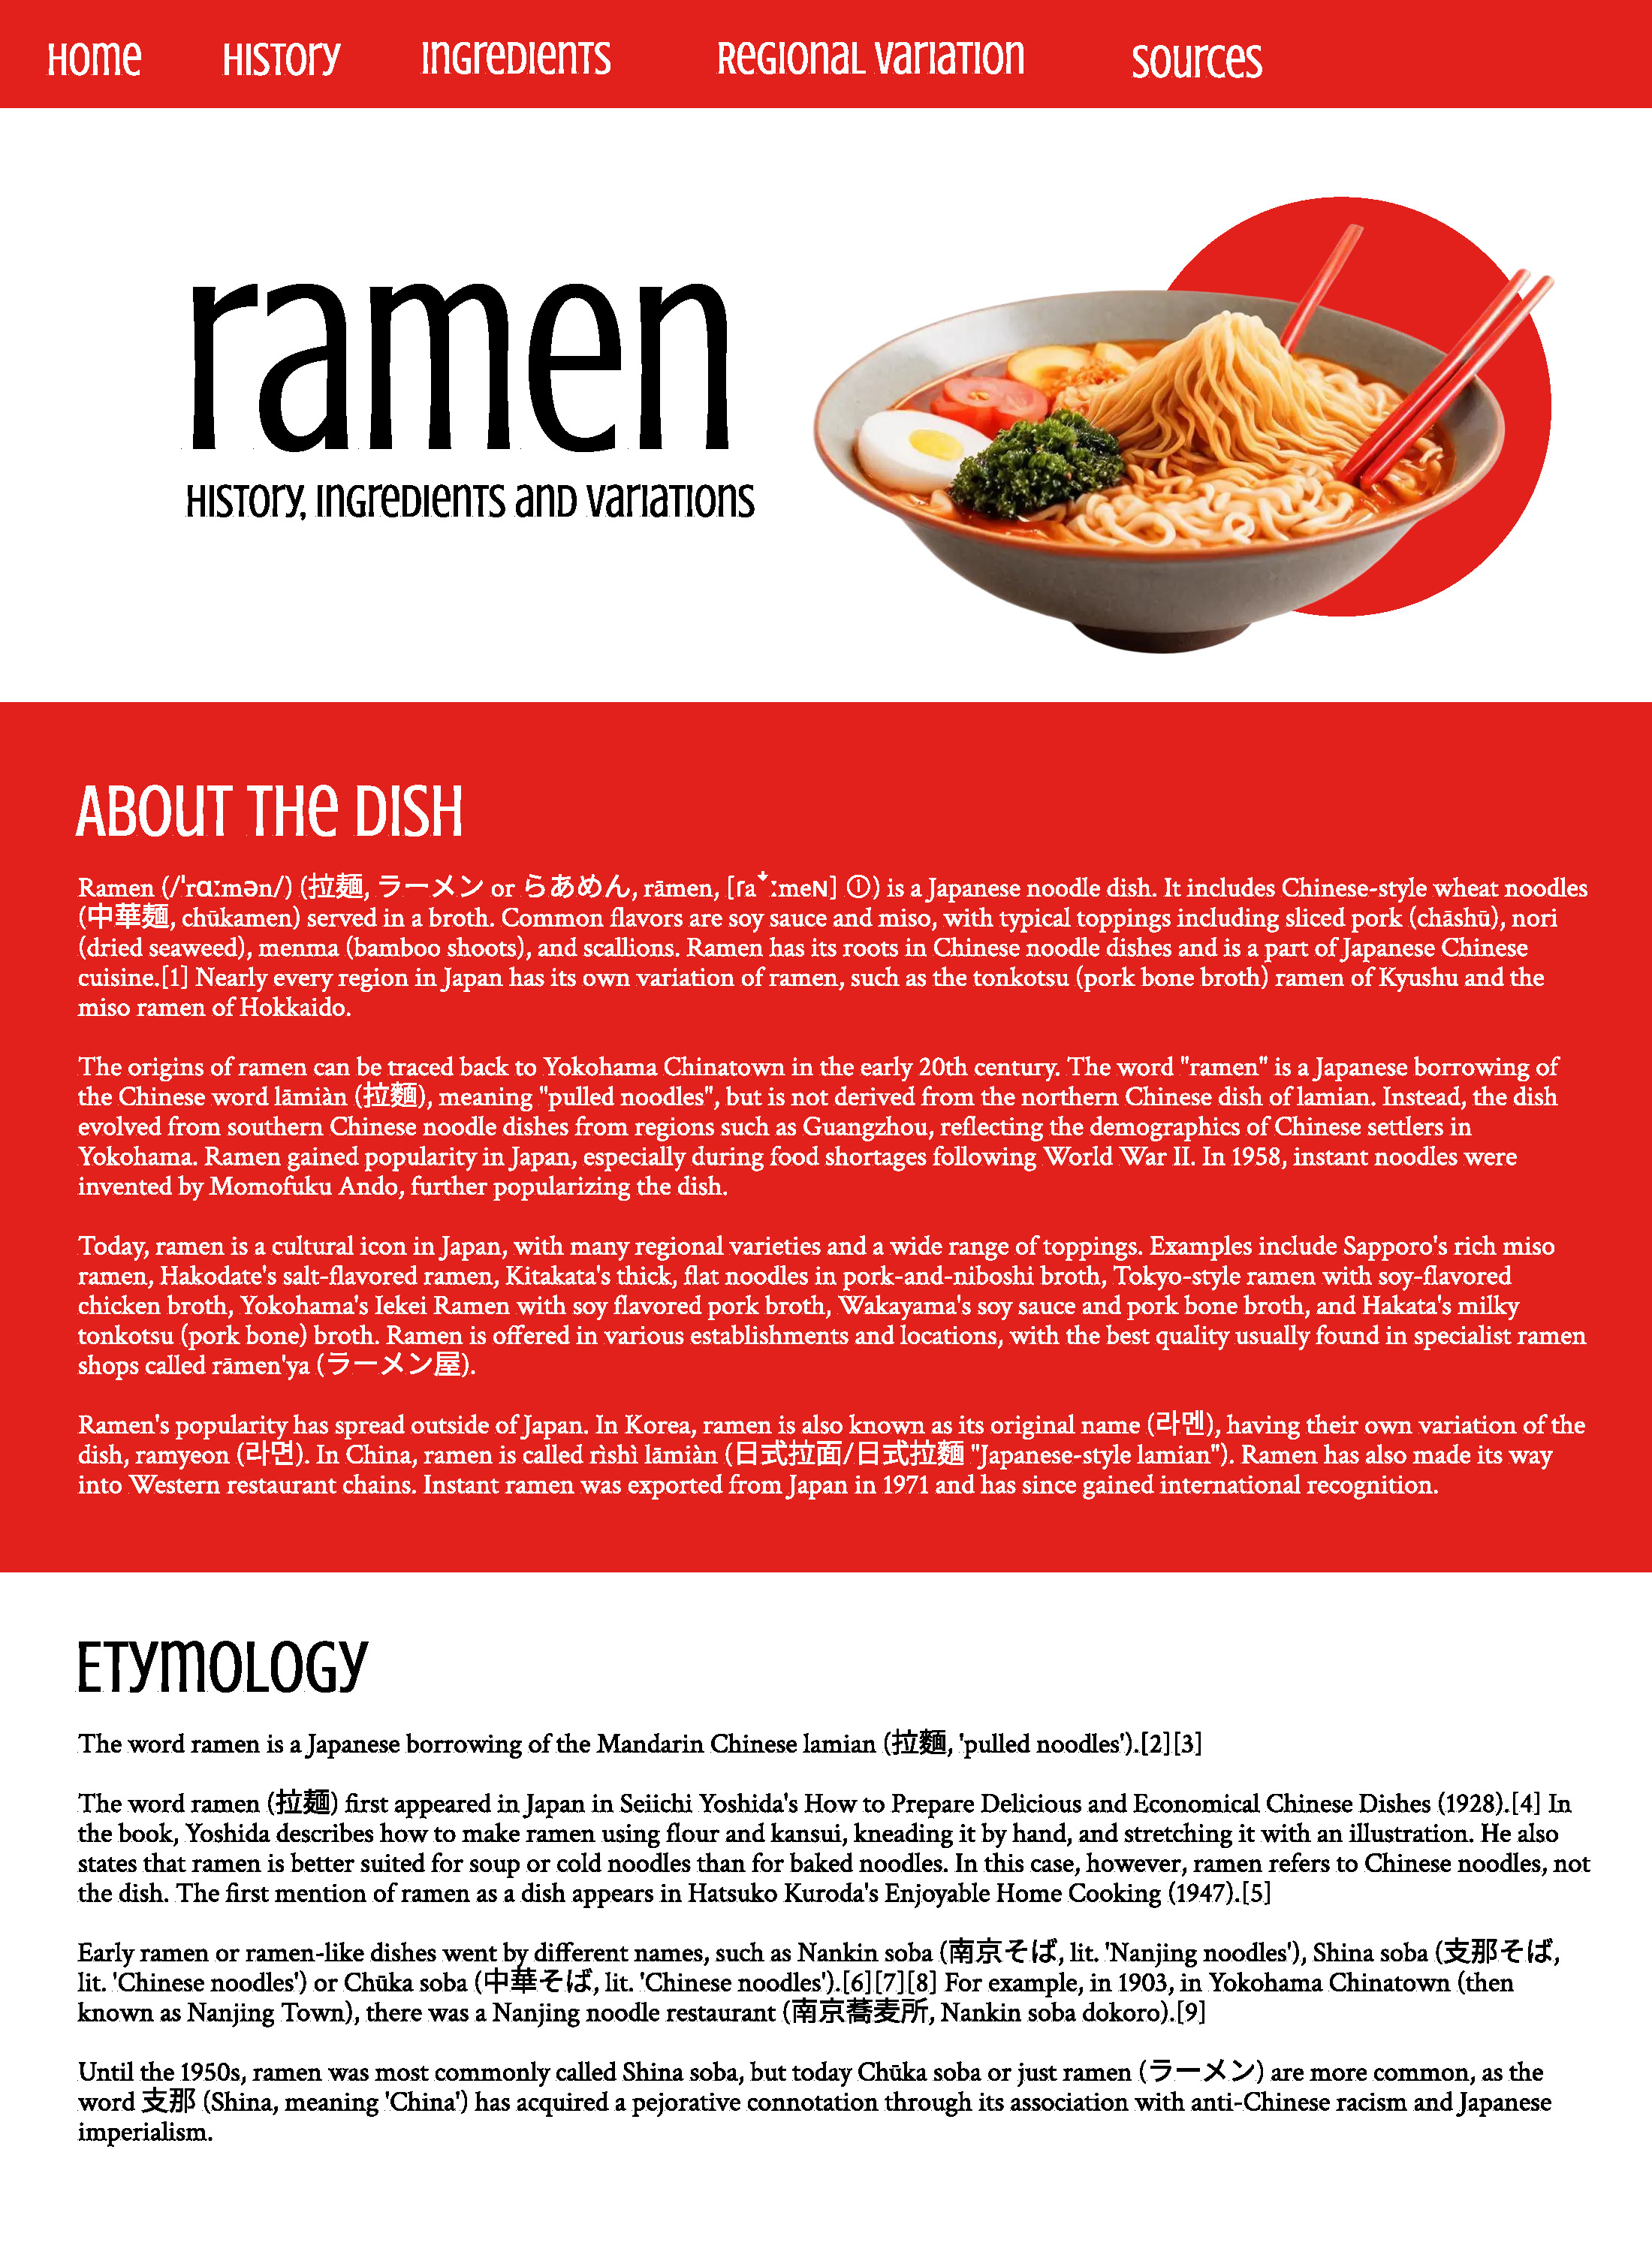 Home
History
Ingredients
Regional Variation
Sources
ramen
History, Ingredients and Variations
About the Dish
Ramen (/ˈrɑːmən/) (拉麺, ラーメン or らあめん, rāmen, [ɾaꜜːmeɴ] ⓘ) is a Japanese noodle dish. It includes Chinese-style wheat noodles
(中華麺, chūkamen) served in a broth. Common flavors are soy sauce and miso, with typical toppings including sliced pork (chāshū), nori
(dried seaweed), menma (bamboo shoots), and scallions. Ramen has its roots in Chinese noodle dishes and is a part of Japanese Chinese
cuisine.[1] Nearly every region in Japan has its own variation of ramen, such as the tonkotsu (pork bone broth) ramen of Kyushu and the
miso ramen of Hokkaido.
The origins of ramen can be traced back to Yokohama Chinatown in the early 20th century. The word "ramen" is a Japanese borrowing of
the Chinese word lāmiàn (拉麵), meaning "pulled noodles", but is not derived from the northern Chinese dish of lamian. Instead, the dish
evolved from southern Chinese noodle dishes from regions such as Guangzhou, reflecting the demographics of Chinese settlers in
Yokohama. Ramen gained popularity in Japan, especially during food shortages following World War II. In 1958, instant noodles were
invented by Momofuku Ando, further popularizing the dish.
Today, ramen is a cultural icon in Japan, with many regional varieties and a wide range of toppings. Examples include Sapporo's rich miso
ramen, Hakodate's salt-flavored ramen, Kitakata's thick, flat noodles in pork-and-niboshi broth, Tokyo-style ramen with soy-flavored
chicken broth, Yokohama's Iekei Ramen with soy flavored pork broth, Wakayama's soy sauce and pork bone broth, and Hakata's milky
tonkotsu (pork bone) broth. Ramen is offered in various establishments and locations, with the best quality usually found in specialist ramen
shops called rāmen'ya (ラーメン屋).
Ramen's popularity has spread outside of Japan. In Korea, ramen is also known as its original name (라멘), having their own variation of the
dish, ramyeon (라면). In China, ramen is called rìshì lāmiàn (日式拉面/日式拉麵 "Japanese-style lamian"). Ramen has also made its way
into Western restaurant chains. Instant ramen was exported from Japan in 1971 and has since gained international recognition.
Etymology
The word ramen is a Japanese borrowing of the Mandarin Chinese lamian (拉麵, 'pulled noodles').[2][3]
The word ramen (拉麺) first appeared in Japan in Seiichi Yoshida's How to Prepare Delicious and Economical Chinese Dishes (1928).[4] In
the book, Yoshida describes how to make ramen using flour and kansui, kneading it by hand, and stretching it with an illustration. He also
states that ramen is better suited for soup or cold noodles than for baked noodles. In this case, however, ramen refers to Chinese noodles, not
the dish. The first mention of ramen as a dish appears in Hatsuko Kuroda's Enjoyable Home Cooking (1947).[5]
Early ramen or ramen-like dishes went by different names, such as Nankin soba (南京そば, lit. 'Nanjing noodles'), Shina soba (支那そば,
lit. 'Chinese noodles') or Chūka soba (中華そば, lit. 'Chinese noodles').[6][7][8] For example, in 1903, in Yokohama Chinatown (then
known as Nanjing Town), there was a Nanjing noodle restaurant (南京蕎麦所, Nankin soba dokoro).[9]
Until the 1950s, ramen was most commonly called Shina soba, but today Chūka soba or just ramen (ラーメン) are more common, as the
word 支那 (Shina, meaning 'China') has acquired a pejorative connotation through its association with anti-Chinese racism and Japanese
imperialism.